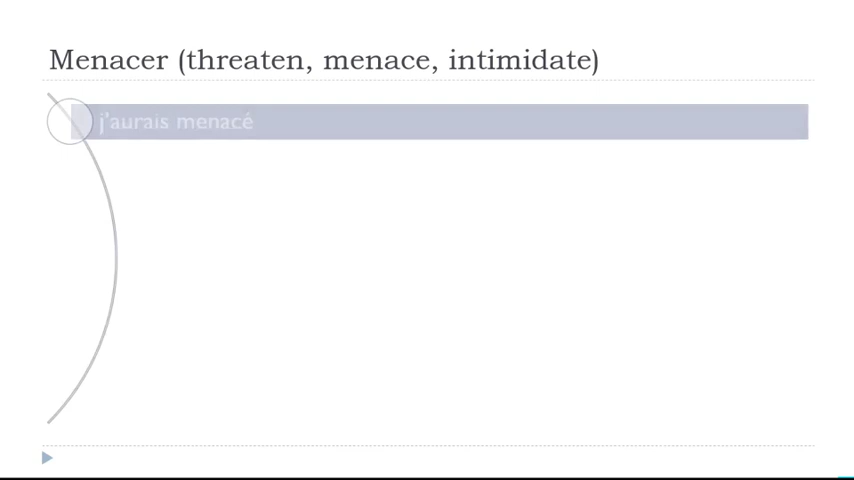 Menacer (threaten, menace, intimidate)
j'aurais menacé